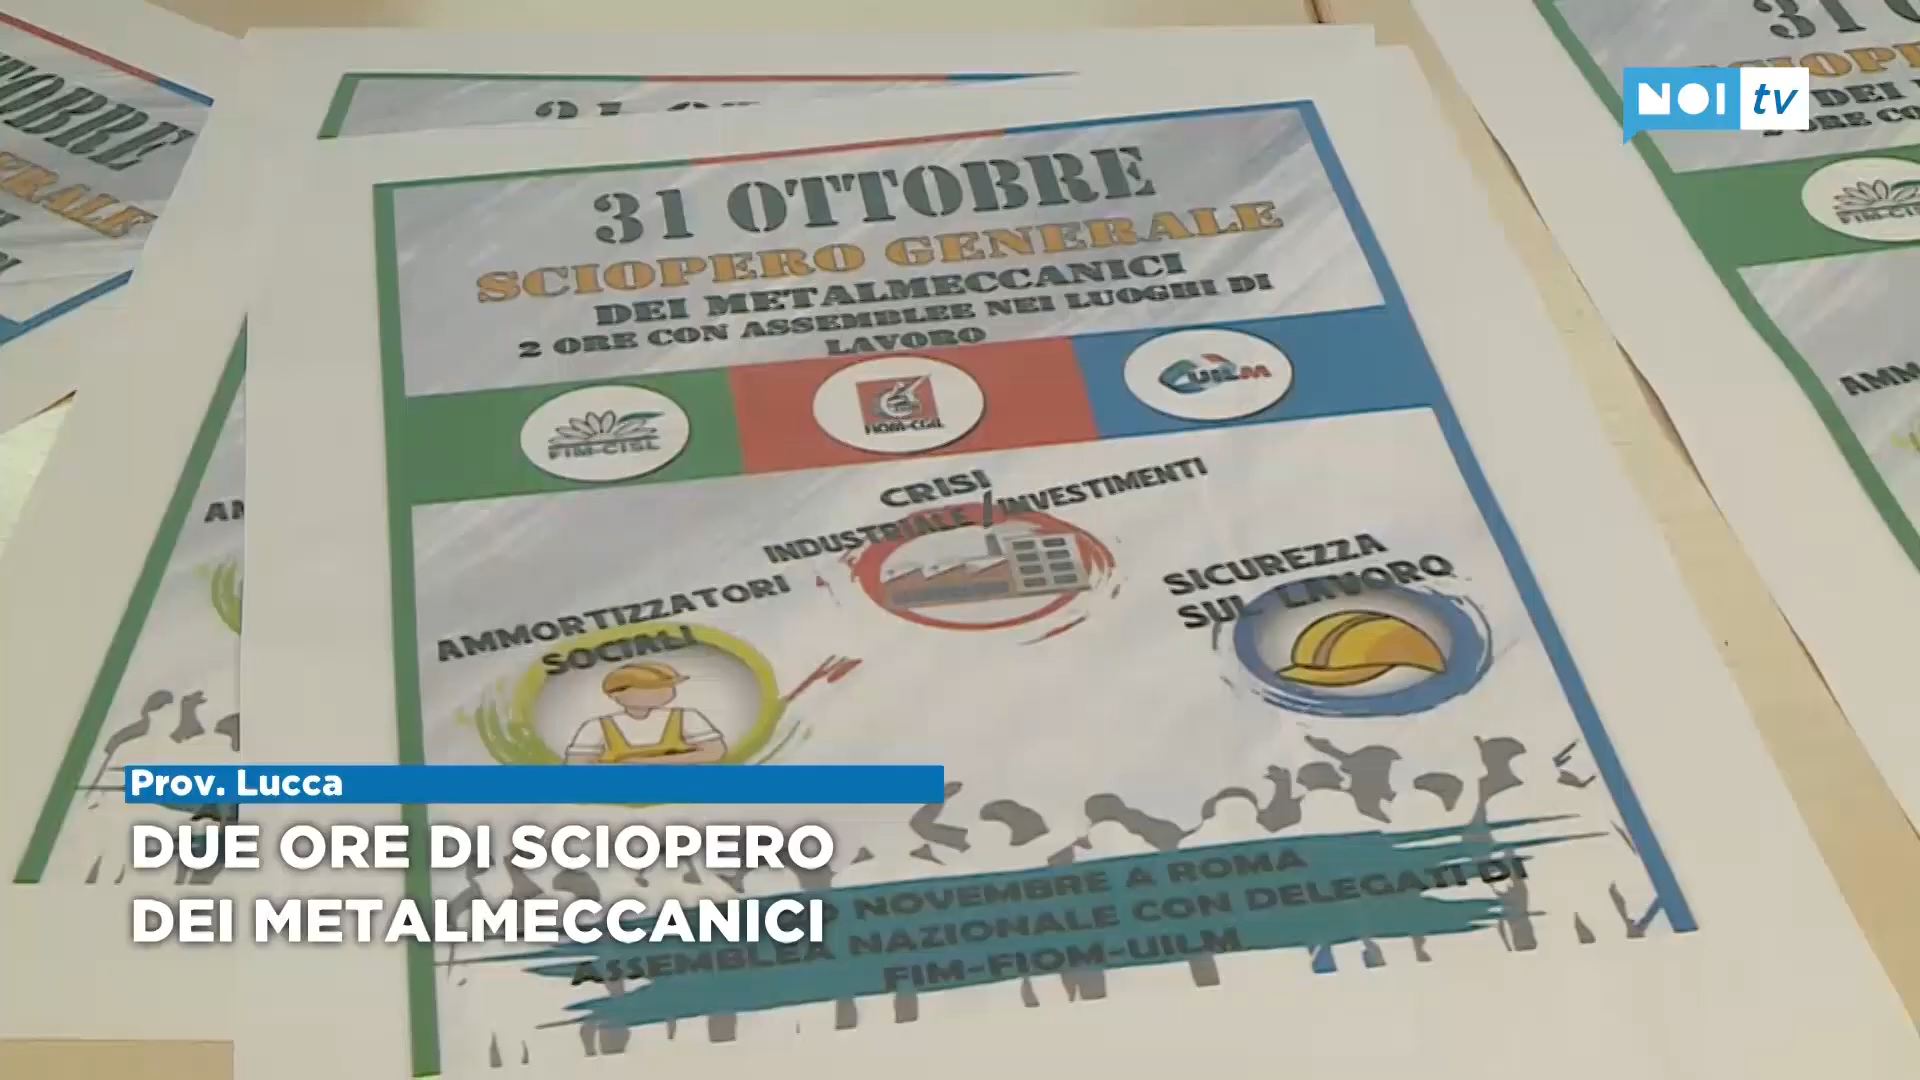 NOI tv
31 OTTOBRE
SCIOPERO GENERALE
DEI METALMECCANICI
2 ORE CON ASSEMBLEE NEI LUOGHI DI
LAVORO
FIM-CISL
FIOM-CGIL
UILM
CRISI
INDUSTRIALE / INVESTIMENTI
AMMORTIZZATORI
SOCIALI
SICUREZZA
SUL LAVORO
NOVEMBRE A ROMA
ASSEMBLEA NAZIONALE CON DELEGATI DI
FIM-FIOM-UILM
Prov. Lucca
DUE ORE DI SCIOPERO
DEI METALMECCANICI